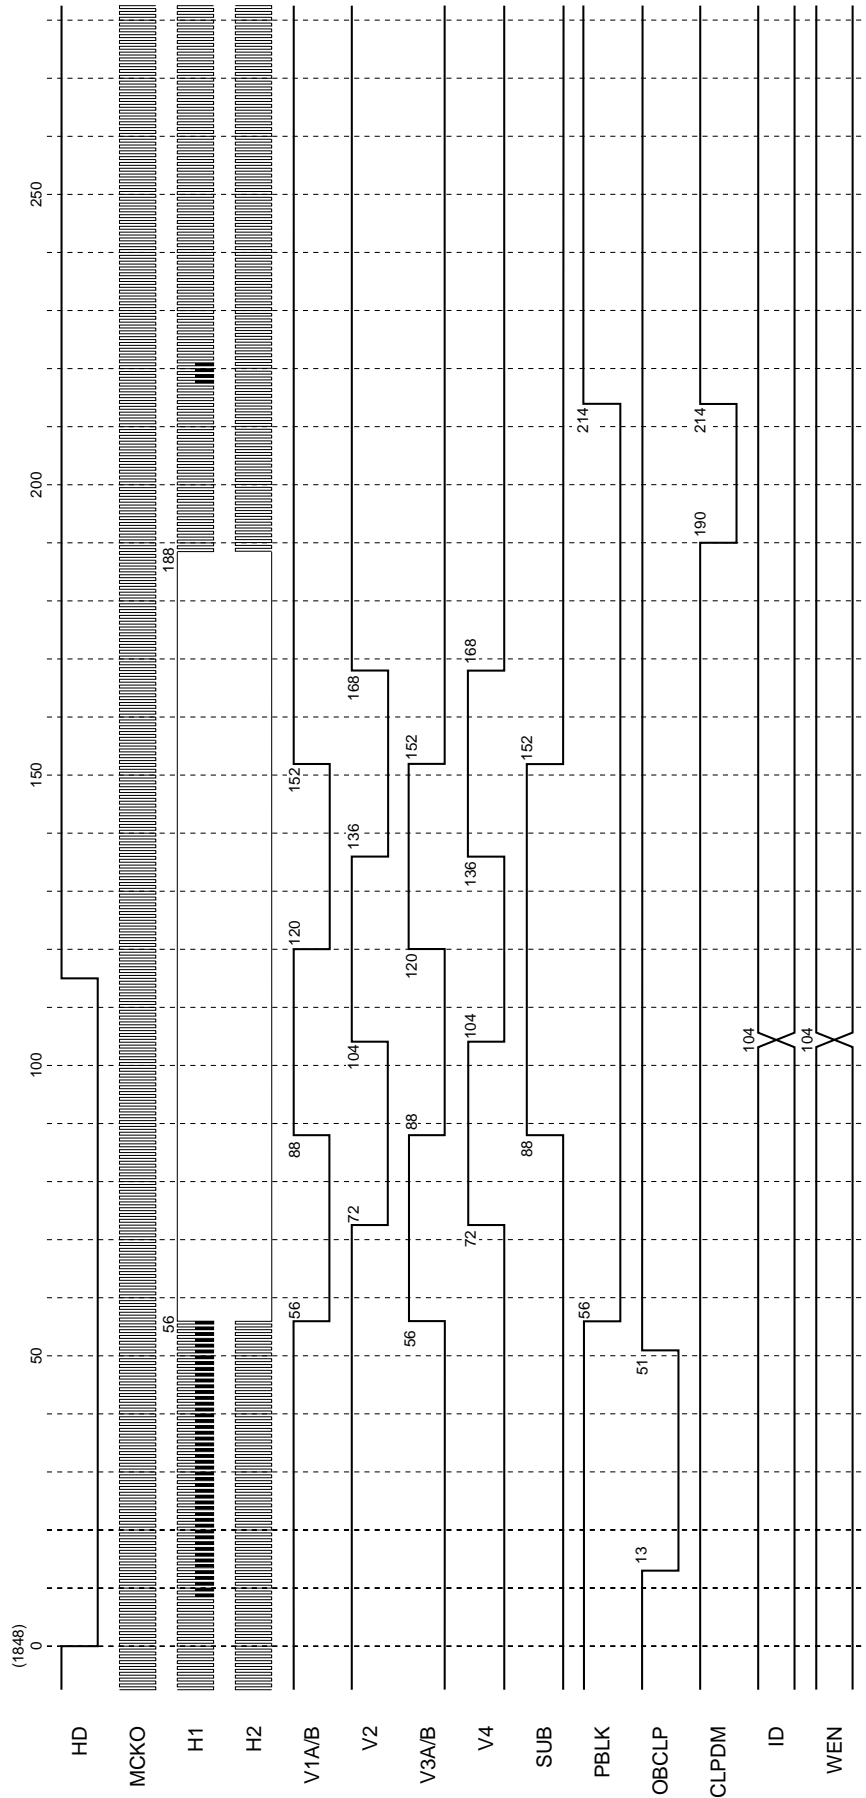 (1848)
0 50 100 150 200 250
HD
MCKO
H1 56 188
H2
V1A/B 56 88 120 152
V2 72 104 136 168
V3A/B 56 88 120 152
V4 72 104 136 168
SUB 88 152
PBLK 56 214
OBCLP 13 51
CLPDM 190 214
ID 104
WEN 104